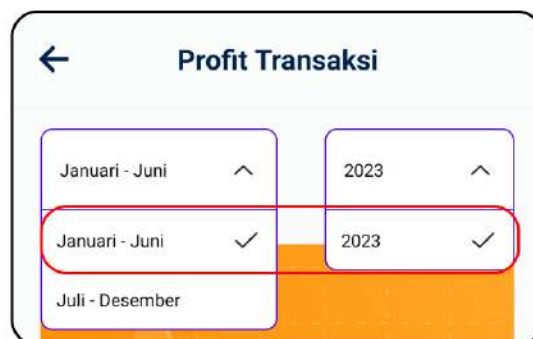 Profit Transaksi
Januari - Juni
2023
Januari - Juni
2023
Juli - Desember